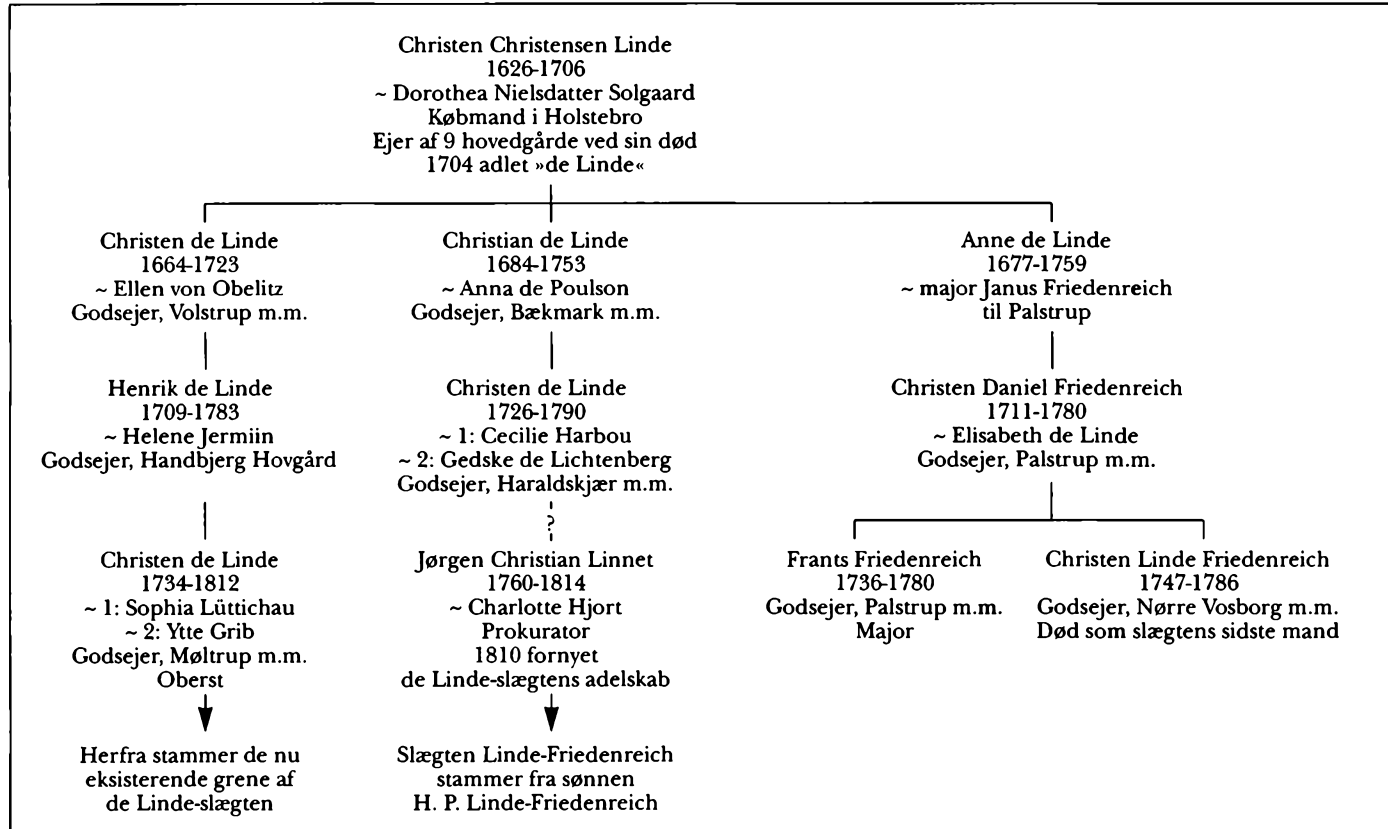 Christen Christensen Linde
1626-1706
~ Dorothea Nielsdatter Solgaard
Købmand i Holstebro
Ejer af 9 hovedgårde ved sin død
1704 adlet »de Linde«
Christen de Linde
1664-1723
~ Ellen von Obelitz
Godsejer, Volstrup m.m.
Christian de Linde
1684-1753
~ Anna de Poulson
Godsejer, Bækmark m.m.
Anne de Linde
1677-1759
~ major Janus Friedenreich
til Palstrup
Henrik de Linde
1709-1783
~ Helene Jermiin
Godsejer, Handbjerg Hovgård
Christen de Linde
1726-1790
~ 1: Cecilie Harbou
~ 2: Gedske de Lichtenberg
Godsejer, Haraldskjær m.m.
Christen Daniel Friedenreich
1711-1780
~ Elisabeth de Linde
Godsejer, Palstrup m.m.
?
Christen de Linde
1734-1812
~ 1: Sophia Lüttichau
~ 2: Ytte Grib
Godsejer, Møltrup m.m.
Oberst
Jørgen Christian Linnet
1760-1814
~ Charlotte Hjort
Prokurator
1810 fornyet
de Linde-slægtens adelskab
Frants Friedenreich
1736-1780
Godsejer, Palstrup m.m.
Major
Christen Linde Friedenreich
1747-1786
Godsejer, Nørre Vosborg m.m.
Død som slægtens sidste mand
Herfra stammer de nu
eksisterende grene af
de Linde-slægten
Slægten Linde-Friedenreich
stammer fra sønnen
H. P. Linde-Friedenreich